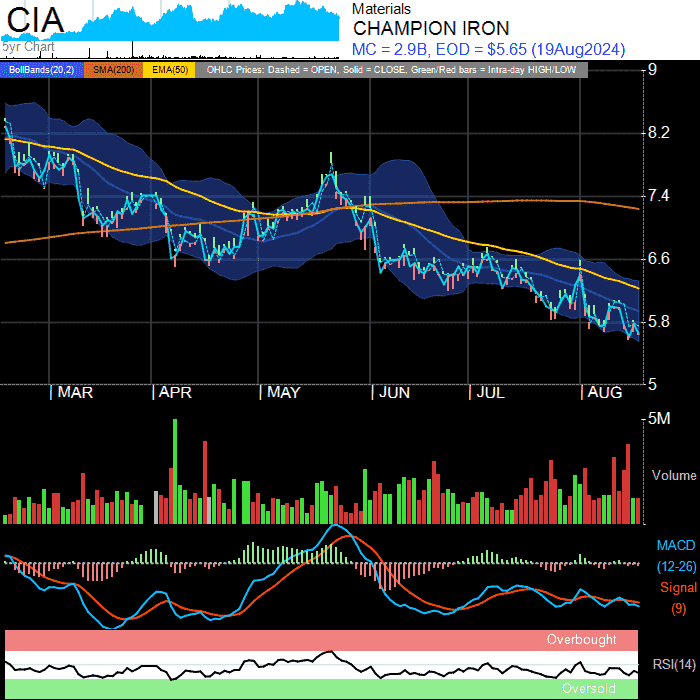 CIA
5yr Chart
Materials
CHAMPION IRON
MC = 2.9B, EOD = $5.65 (19Aug2024)
BollBands(20,2) SMA(200) EMA(50) OHLC Prices: Dashed = OPEN, Solid = CLOSE, Green/Red bars = Intra-day HIGH/LOW
9
8.2
7.4
6.6
5.8
5
MAR APR MAY JUN JUL AUG
5M
Volume
MACD
(12-26)
Signal
(9)
Overbought
RSI(14)
Oversold